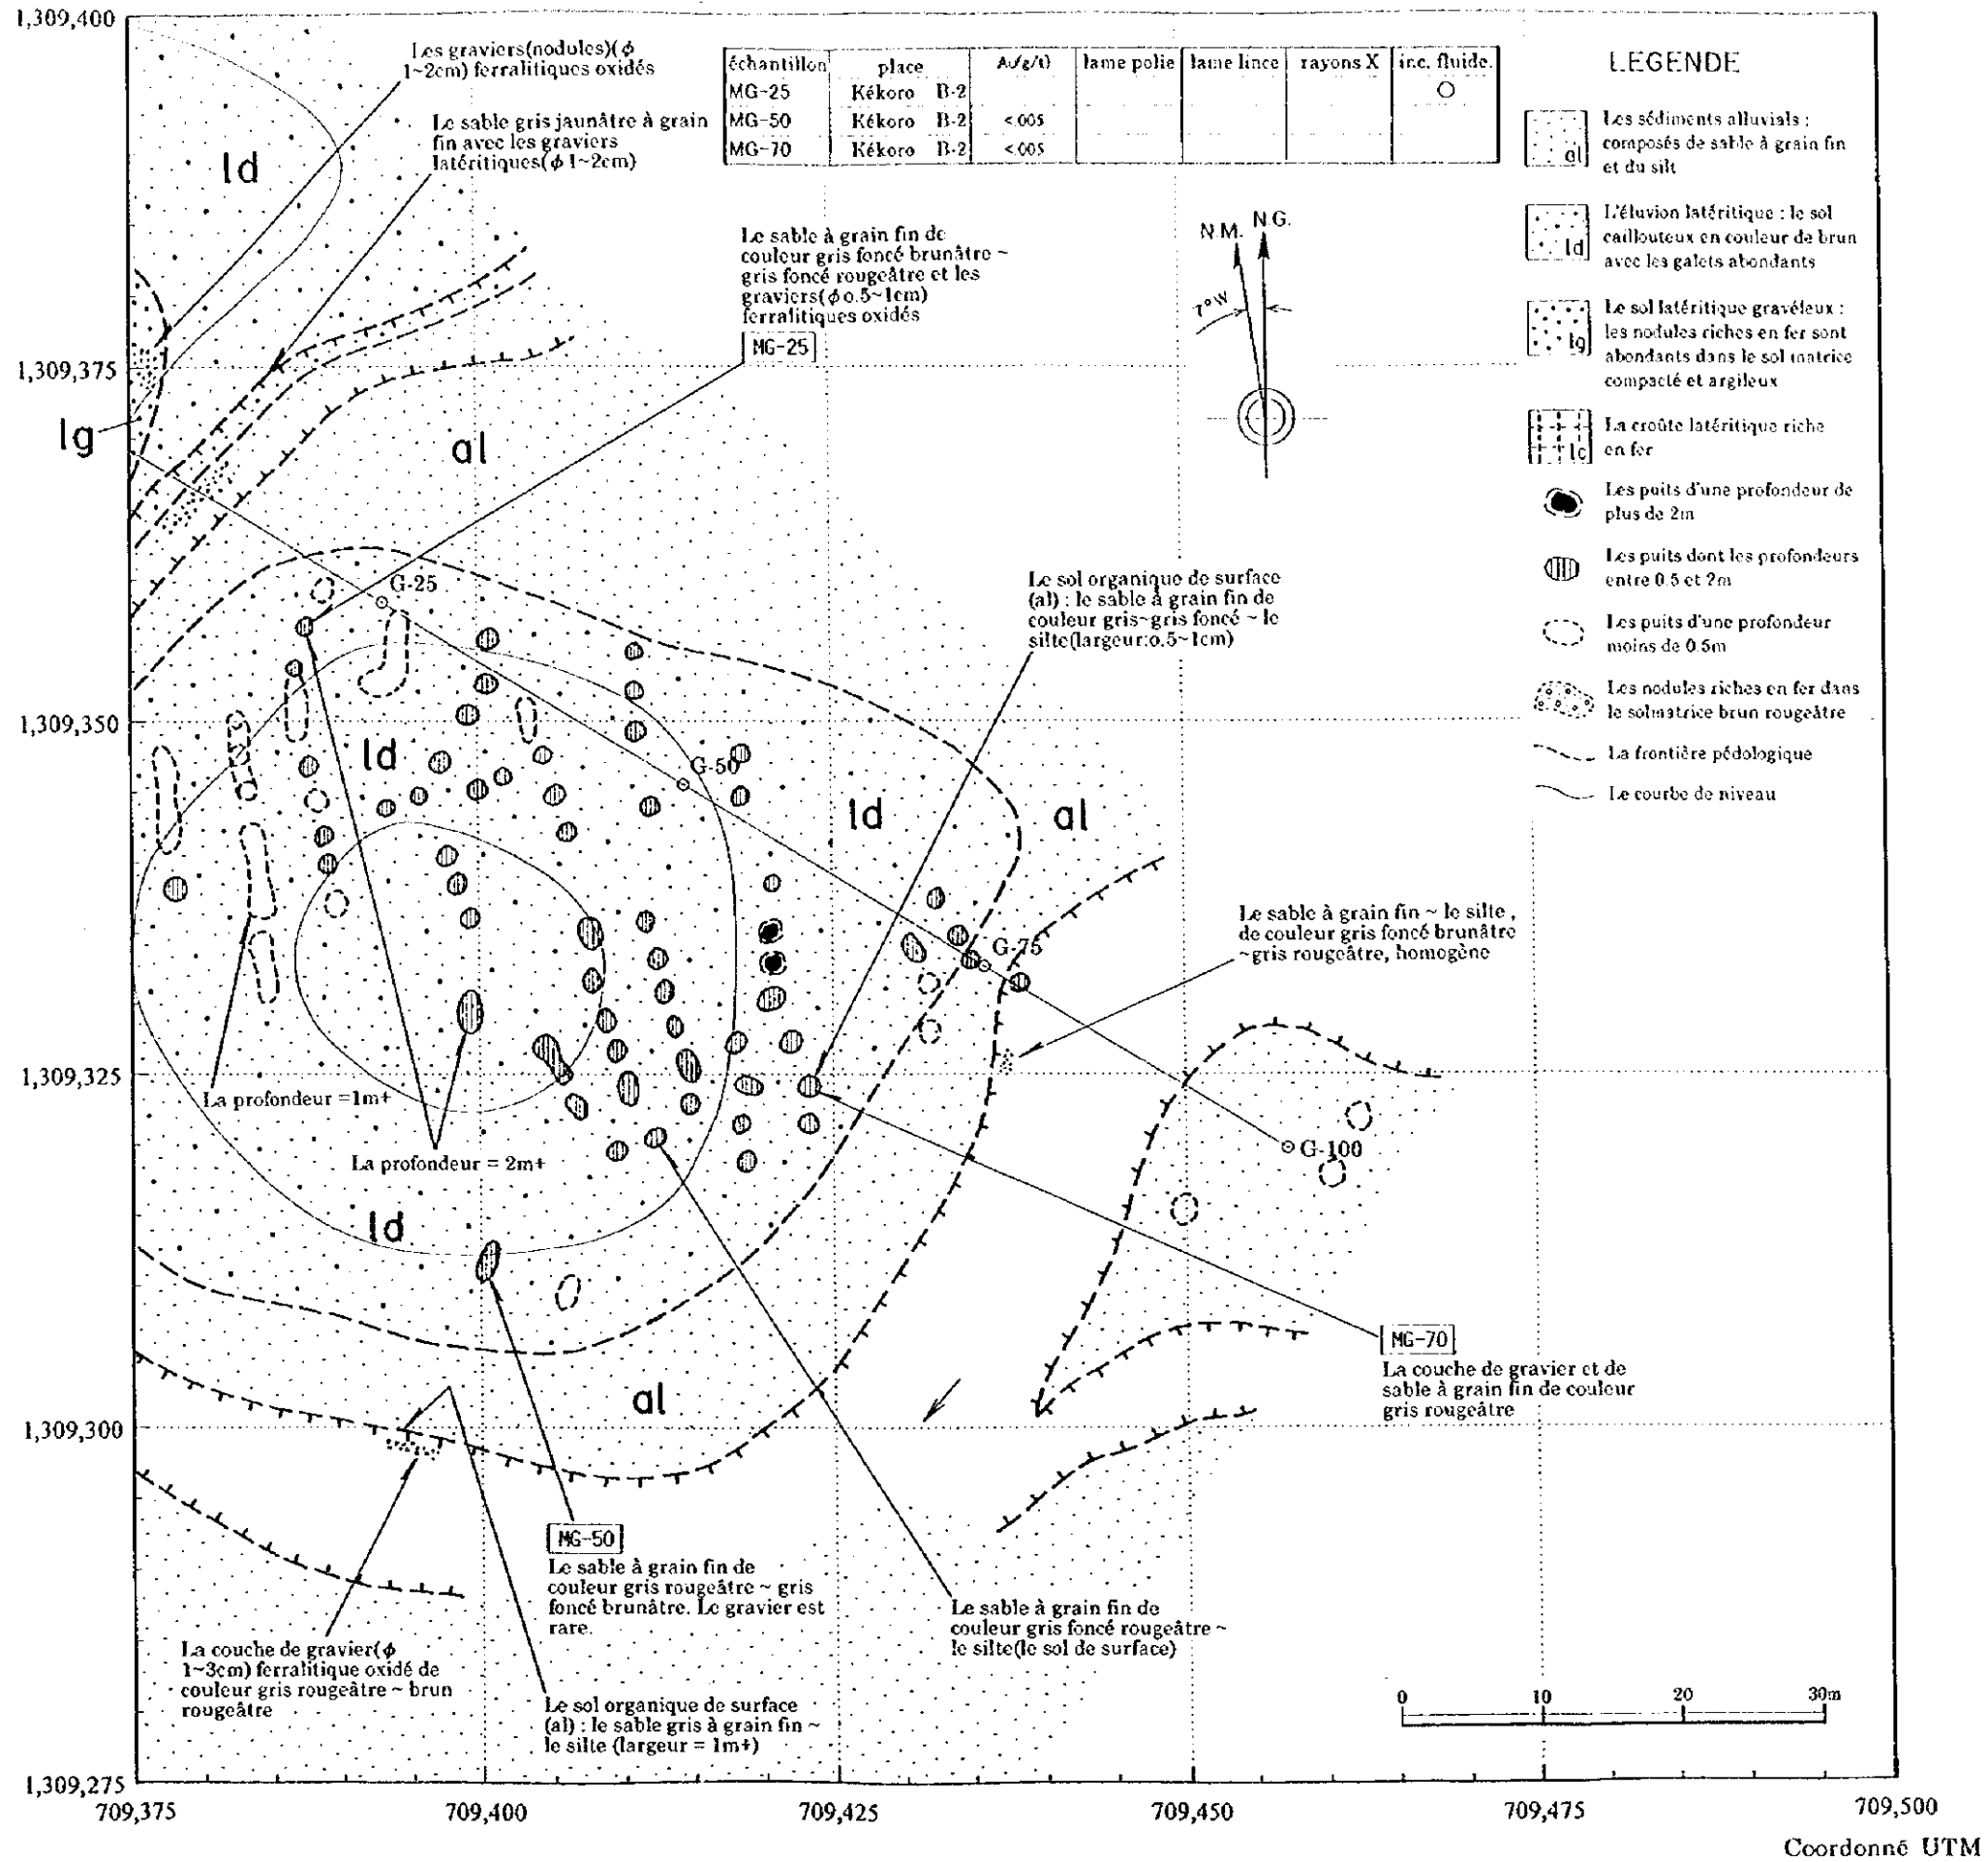 1,309,400
1,309,375
1,309,350
1,309,325
1,309,300
1,309,275
709,375
709,400
709,425
709,450
709,475
709,500
Coordonné UTM
Les graviers(nodules)(φ
1~2cm) ferralitiques oxidés
Le sable gris jaunâtre à grain
fin avec les graviers
latéritiques(φ 1~2cm)
échantillon place Au(g/t) lame polie lame lince rayons X inc. fluide.
MG-25 Kékoro B-2 ○
MG-50 Kékoro B-2 <.005
MG-70 Kékoro B-2 <.005
Le sable à grain fin de
couleur gris foncé brunâtre ~
gris foncé rougeâtre et les
graviers(φ0.5~1cm)
ferralitiques oxidés
MG-25
N.M. N.G.
7°W
LEGENDE
al
Les sédiments alluvials :
composés de sable à grain fin
et du silt
ld
L'éluvion latéritique : le sol
caillouteux en couleur de brun
avec les galets abondants
lg
Le sol latéritique gravéleux :
les nodules riches en fer sont
abondants dans le sol matrice
compacté et argileux
lc
La croûte latéritique riche
en fer
Les puits d'une profondeur de
plus de 2m
Les puits dont les profondeurs
entre 0.5 et 2m
Les puits d'une profondeur
moins de 0.5m
Les nodules riches en fer dans
le solmatrice brun rougeâtre
La frontière pédologique
Le courbe de niveau
ld
lg
al
G-25
Le sol organique de surface
(al) : le sable à grain fin de
couleur gris~gris foncé ~ le
silte(largeur:0.5~1cm)
ld
G-50
ld
al
Le sable à grain fin ~ le silte ,
de couleur gris foncé brunâtre
~gris rougeâtre, homogène
G-75
La profondeur =1m+
La profondeur = 2m+
G-100
ld
MG-70
La couche de gravier et de
sable à grain fin de couleur
gris rougeâtre
al
MG-50
Le sable à grain fin de
couleur gris rougeâtre ~ gris
foncé brunâtre. Le gravier est
rare.
Le sable à grain fin de
couleur gris foncé rougeâtre ~
le silte(le sol de surface)
La couche de gravier(φ
1~3cm) ferralitique oxidé de
couleur gris rougeâtre ~ brun
rougeâtre
Le sol organique de surface
(al) : le sable gris à grain fin ~
le silte (largeur = 1m+)
0 10 20 30m